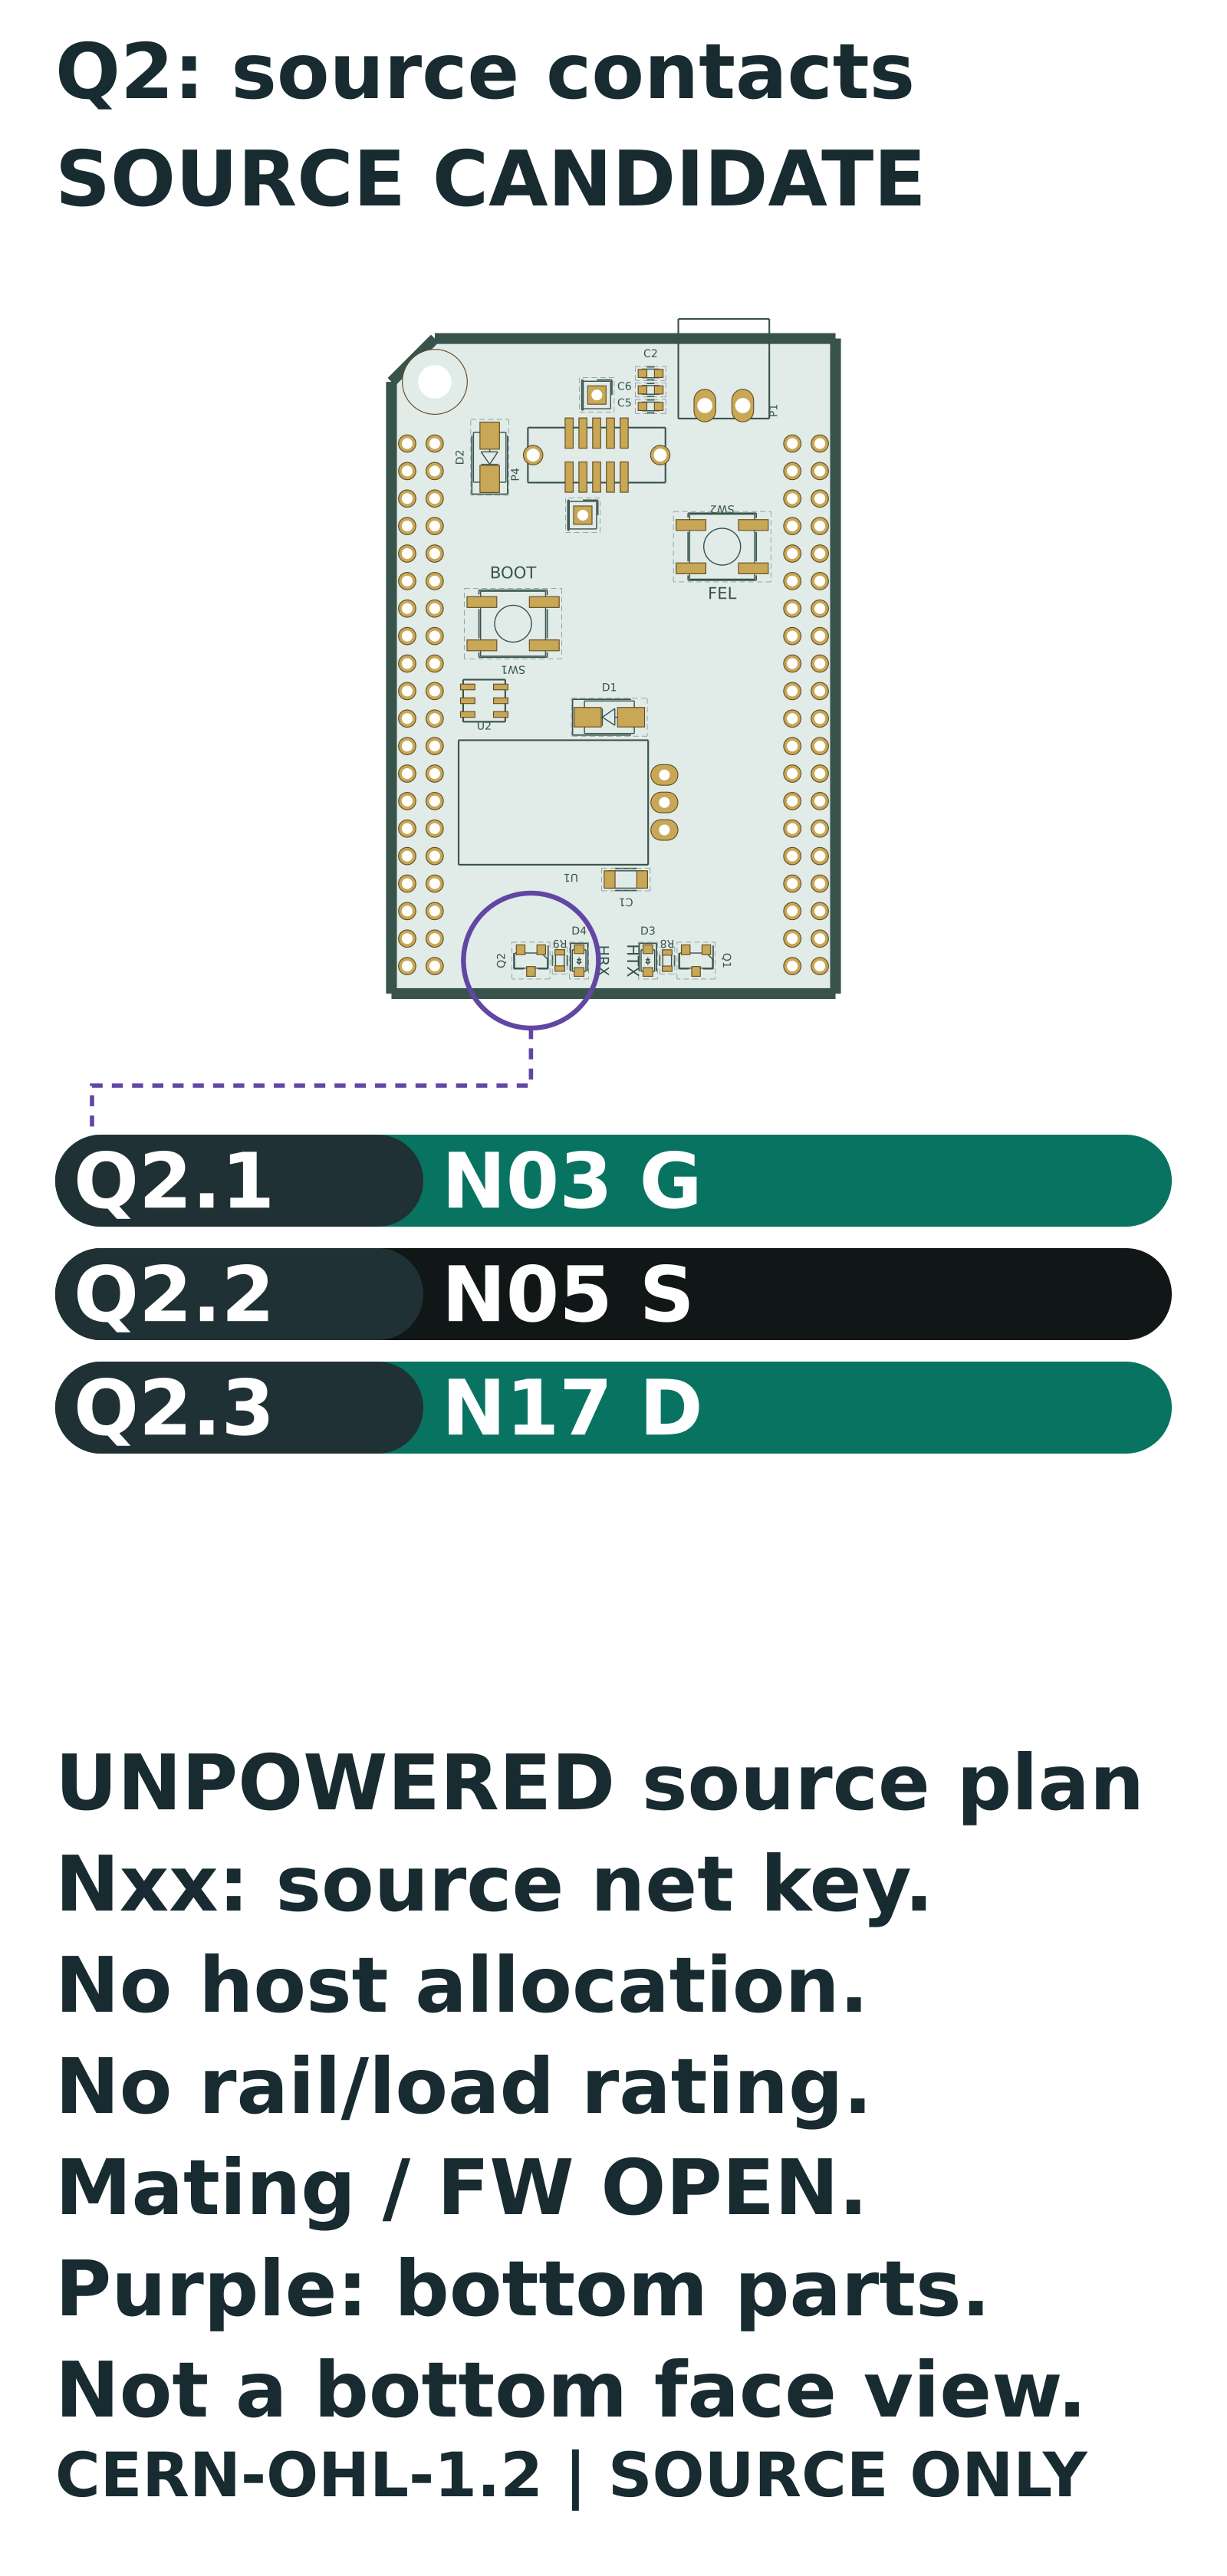 Q2: source contacts
SOURCE CANDIDATE
C2
C6
C5
P1
D2
P4
SW2
BOOT
FEL
SW1
D1
U2
U1
C1
D4
D3
R9
R8
Q2
HRX
HTX
Q1
Q2.1 N03 G
Q2.2 N05 S
Q2.3 N17 D
UNPOWERED source plan
Nxx: source net key.
No host allocation.
No rail/load rating.
Mating / FW OPEN.
Purple: bottom parts.
Not a bottom face view.
CERN-OHL-1.2 | SOURCE ONLY